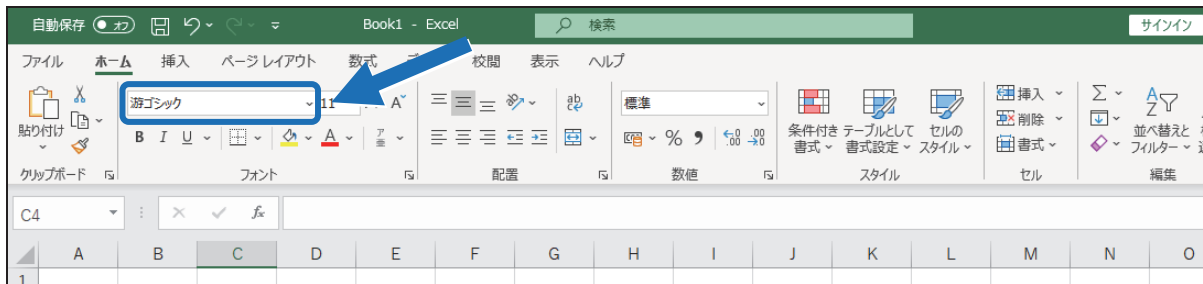 自動保存 オフ Book1 - Excel 検索 サインイン
ファイル ホーム 挿入 ページ レイアウト 数式 校閲 表示 ヘルプ
游ゴシック 11 A 標準 挿入 Σ A Z
貼り付け B I U A ab c % 9 .00 条件付き書式 テーブルとして書式設定 セルのスタイル 削除 書式 並べ替えと フィルター
クリップボード フォント 配置 数値 スタイル セル 編集
C4 fx
A B C D E F G H I J K L M N O
1